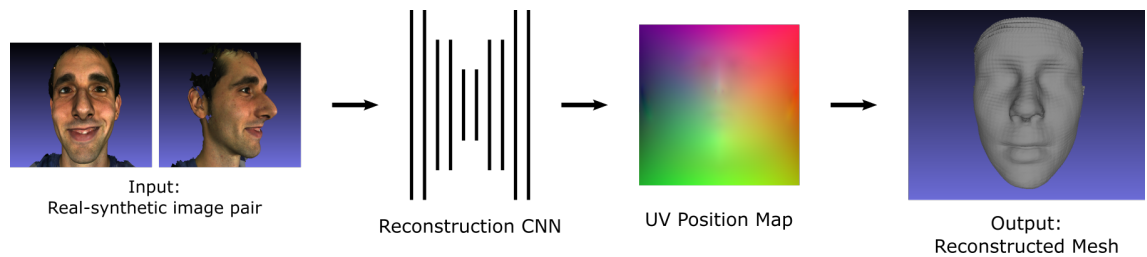 Input:
Real-synthetic image pair
Reconstruction CNN
UV Position Map
Output:
Reconstructed Mesh